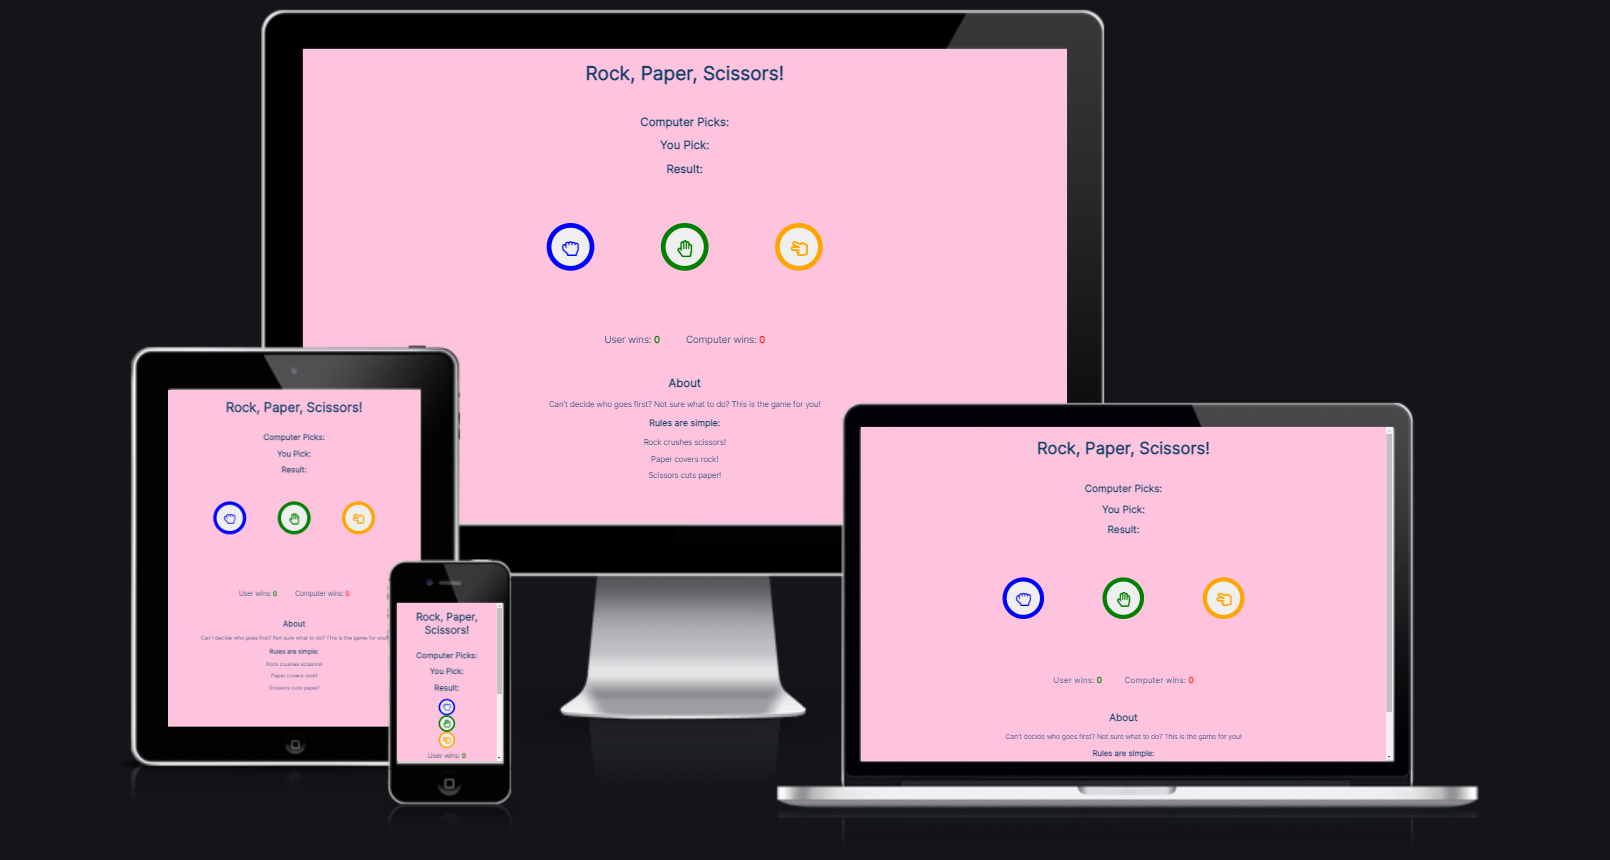 Rock, Paper, Scissors!
Computer Picks:
You Pick:
Result:
User wins: 0 Computer wins: 0
About
Can't decide who goes first? Not sure what to do? This is the game for you!
Rules are simple:
Rock crushes scissors!
Paper covers rock!
Scissors cuts paper!
Rock, Paper, Scissors!
Computer Picks:
You Pick:
Result:
User wins: 0 Computer wins: 0
About
Can't decide who goes first? Not sure what to do? This is the game for you!
Rules are simple:
Rock crushes scissors!
Paper covers rock!
Scissors cuts paper!
Rock, Paper,
Scissors!
Computer Picks:
You Pick:
Result:
User wins: 0
Rock, Paper, Scissors!
Computer Picks:
You Pick:
Result:
User wins: 0 Computer wins: 0
About
Can't decide who goes first? Not sure what to do? This is the game for you!
Rules are simple: